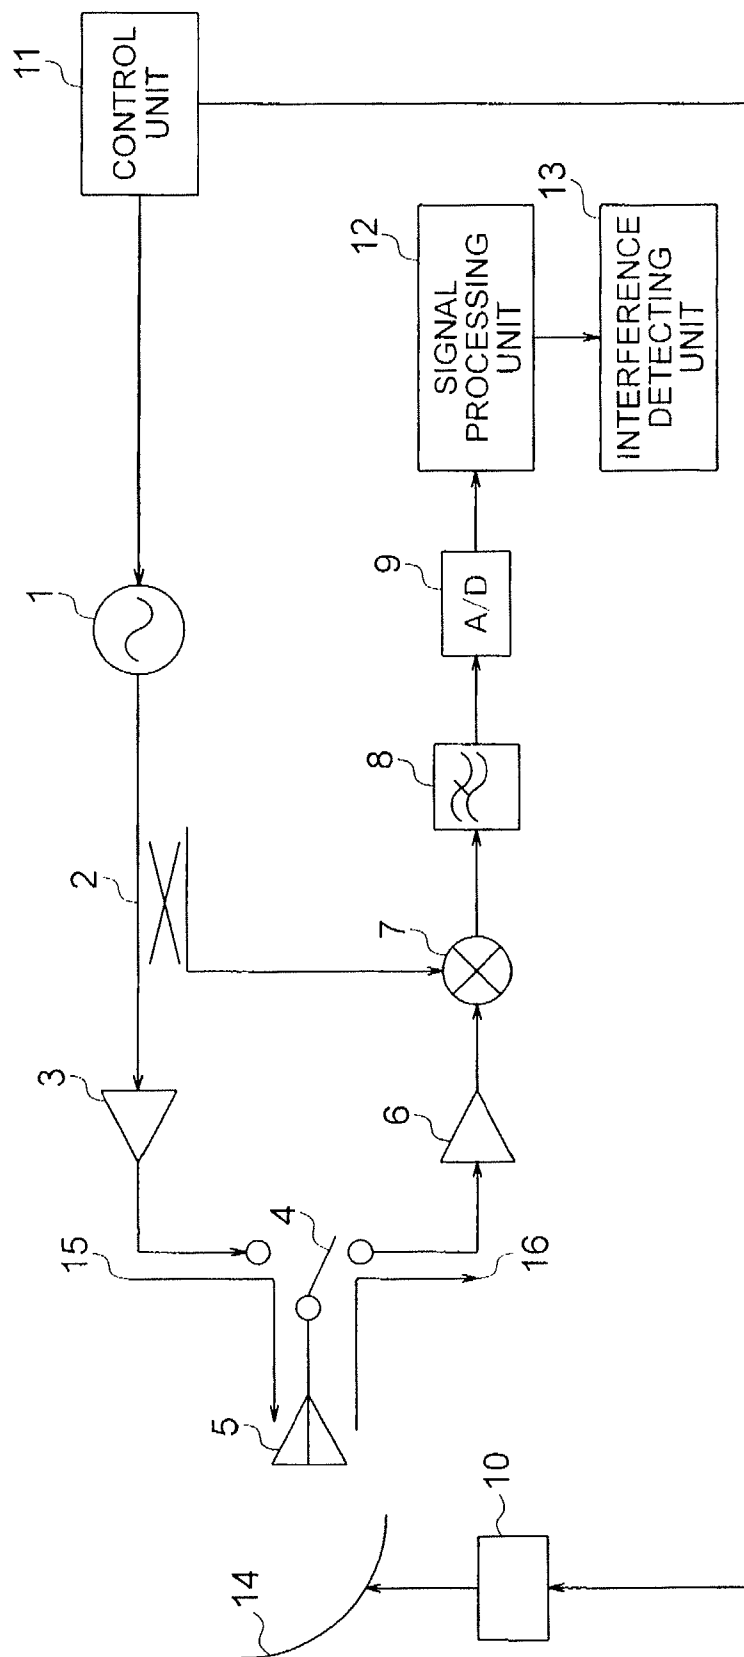 11
CONTROL
UNIT
1
2
3
15
4
5
16
6
7
8
9
A/D
12
SIGNAL
PROCESSING
UNIT
13
INTERFERENCE
DETECTING
UNIT
14
10